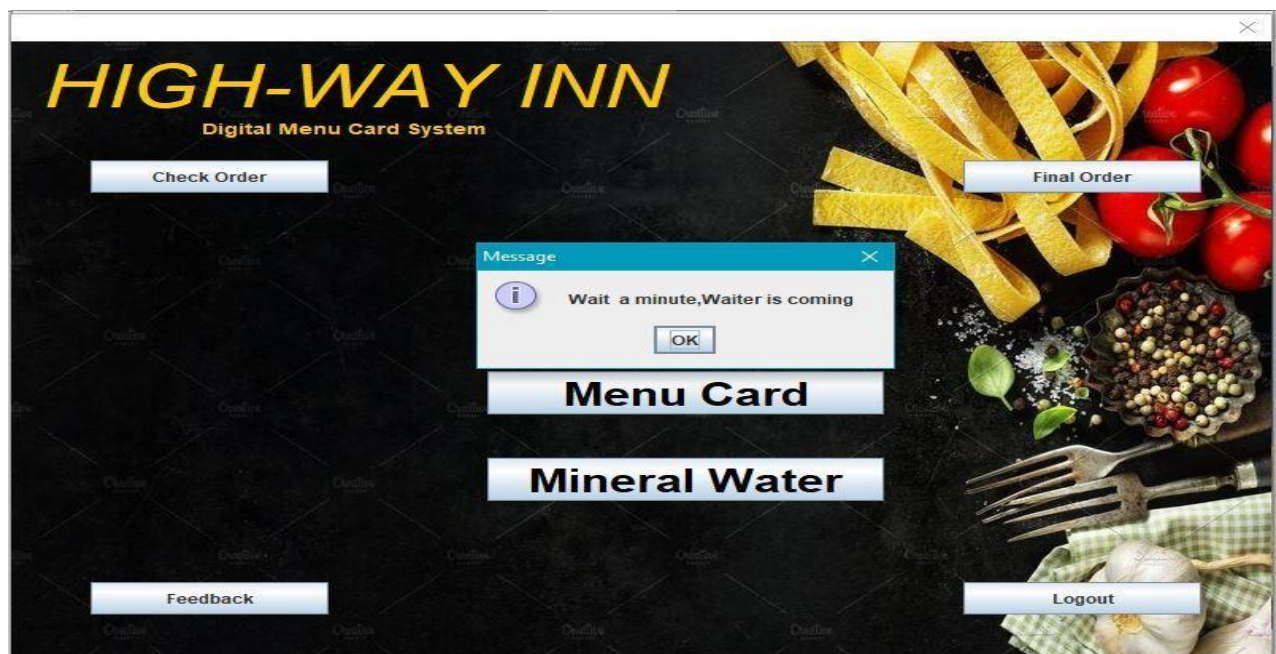 HIGH-WAY INN
Digital Menu Card System
Check Order
Final Order
Message
Wait a minute,Waiter is coming
OK
Menu Card
Mineral Water
Feedback
Logout